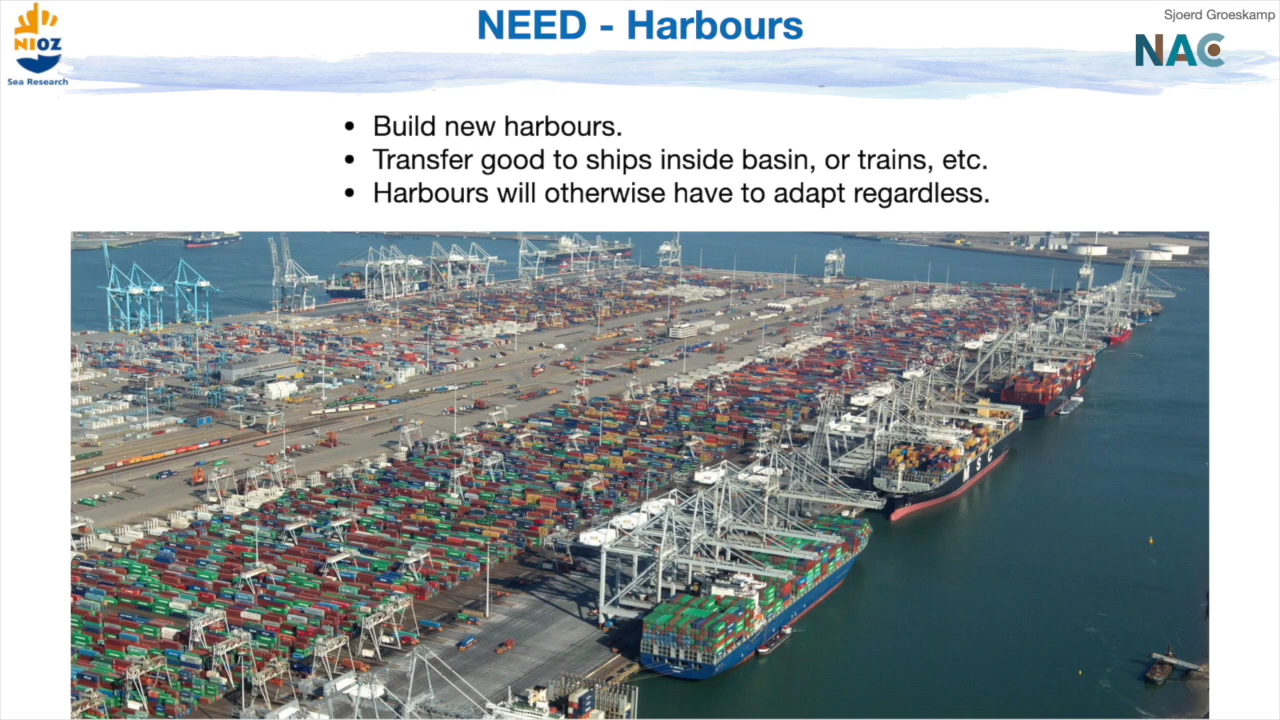 NEED - Harbours
Sjoerd Groeskamp
NIOZ
Sea Research
NAC
• Build new harbours.
• Transfer good to ships inside basin, or trains, etc.
• Harbours will otherwise have to adapt regardless.
MSC